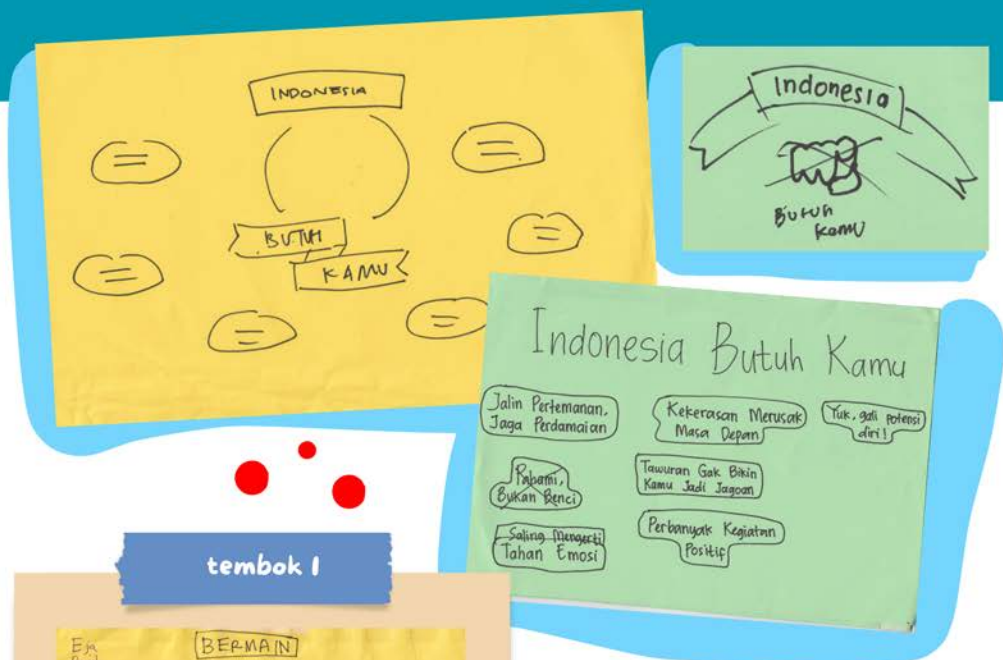 INDONESIA
BUTUH
KAMU
Indonesia
Butuh
Kamu
Indonesia Butuh Kamu
Jalin Pertemanan,
Jaga Perdamaian
Kekerasan Merusak
Masa Depan
Yuk, gali potensi
diri!
Pahami,
Bukan Benci
Tawuran Gak Bikin
Kamu Jadi Jagoan
Saling Mengerti
Tahan Emosi
Perbanyak Kegiatan
Positif
tembok 1
Eja
BERMAIN